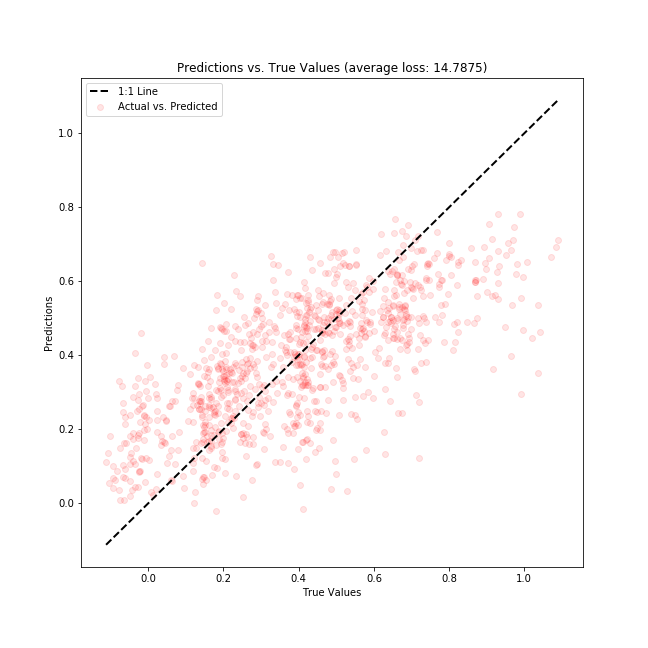 Predictions vs. True Values (average loss: 14.7875)
1:1 Line
Actual vs. Predicted
1.0
0.8
0.6
0.4
0.2
0.0
Predictions
0.0 0.2 0.4 0.6 0.8 1.0
True Values